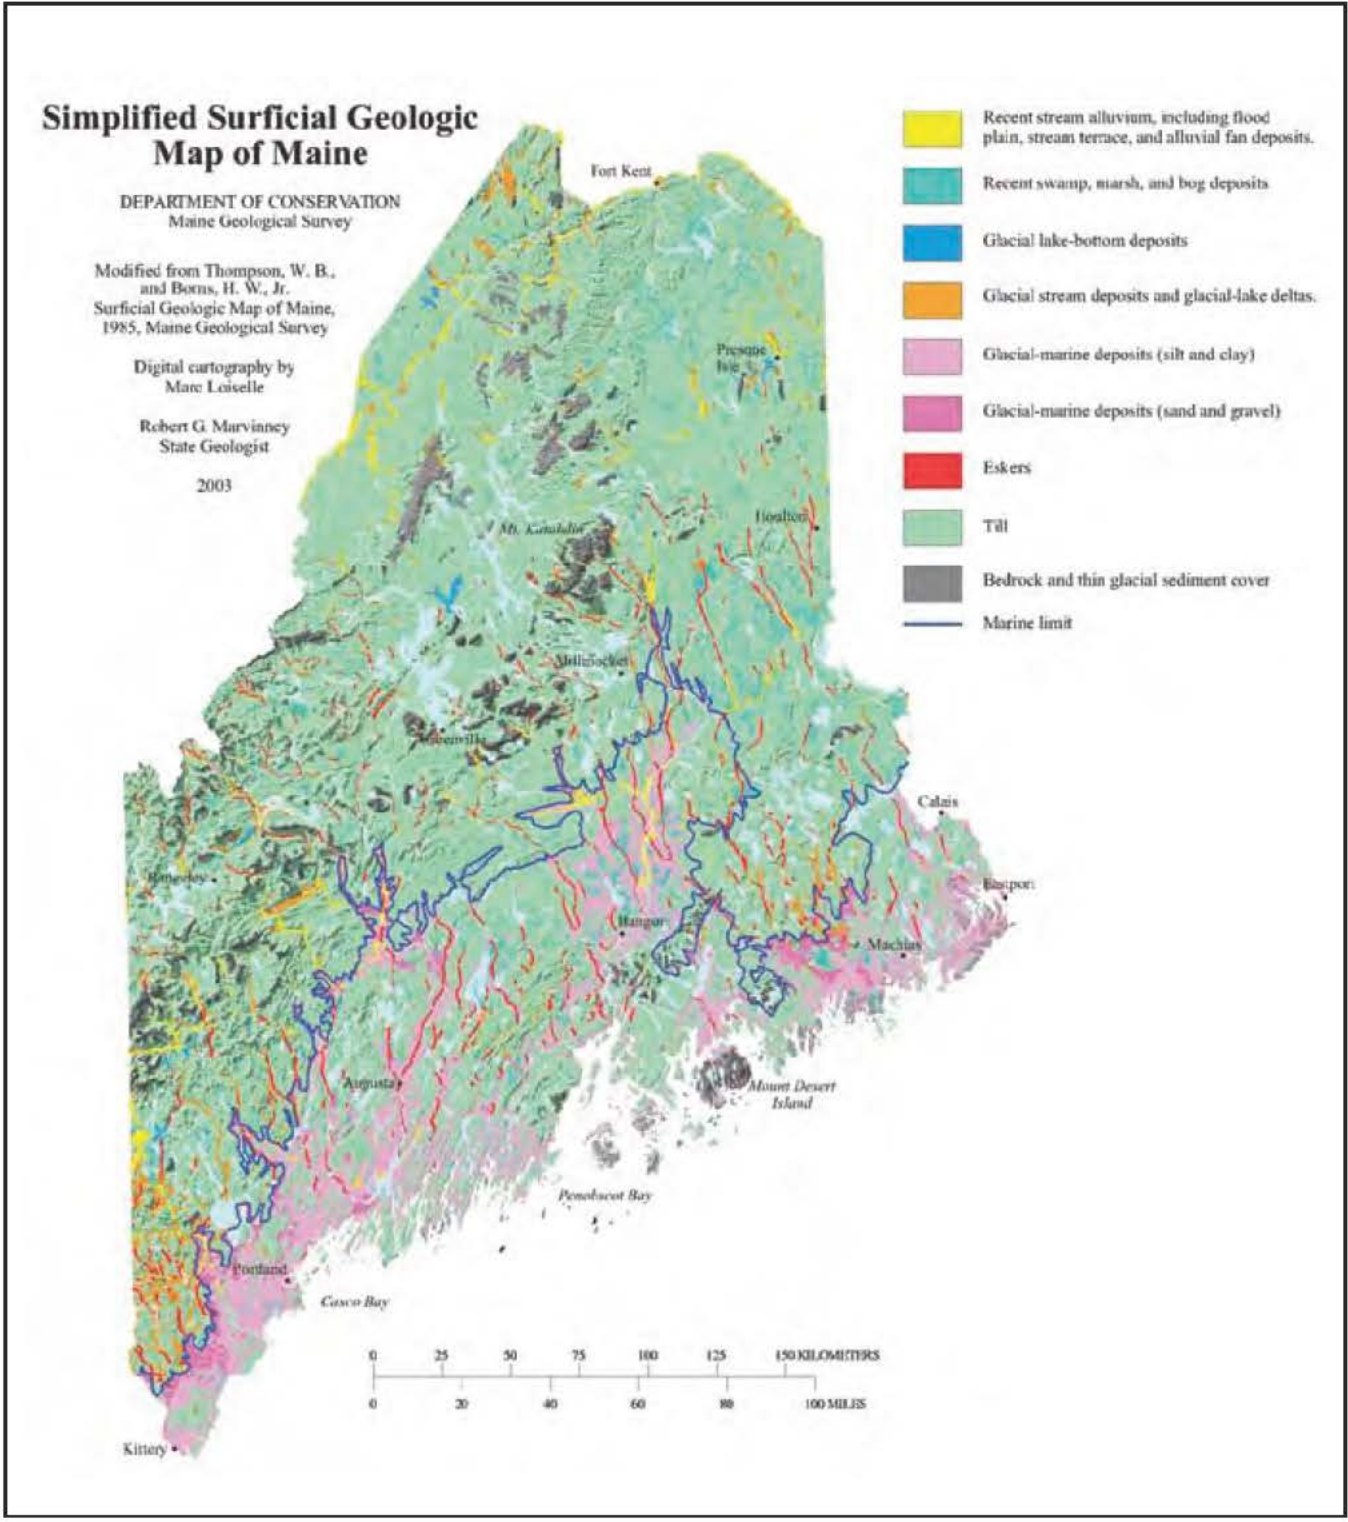 Simplified Surficial Geologic
Map of Maine
DEPARTMENT OF CONSERVATION
Maine Geological Survey
Modified from Thompson, W. B.,
and Borns, H. W., Jr.
Surficial Geologic Map of Maine,
1985, Maine Geological Survey
Digital cartography by
Marc Loiselle
Robert G. Marvinney
State Geologist
2003
Recent stream alluvium, including flood
plain, stream terrace, and alluvial fan deposits.
Recent swamp, marsh, and bog deposits
Glacial lake-bottom deposits
Glacial stream deposits and glacial-lake deltas.
Glacial-marine deposits (silt and clay)
Glacial-marine deposits (sand and gravel)
Eskers
Till
Bedrock and thin glacial sediment cover
Marine limit
Fort Kent
Presque
Isle
Houlton
Mt. Katahdin
Millinocket
Greenville
Calais
Rangeley
Eastport
Bangor
Machias
Augusta
Mount Desert
Island
Penobscot Bay
Portland
Casco Bay
Kittery
0 25 50 75 100 125 150 KILOMETERS
0 20 40 60 80 100 MILES